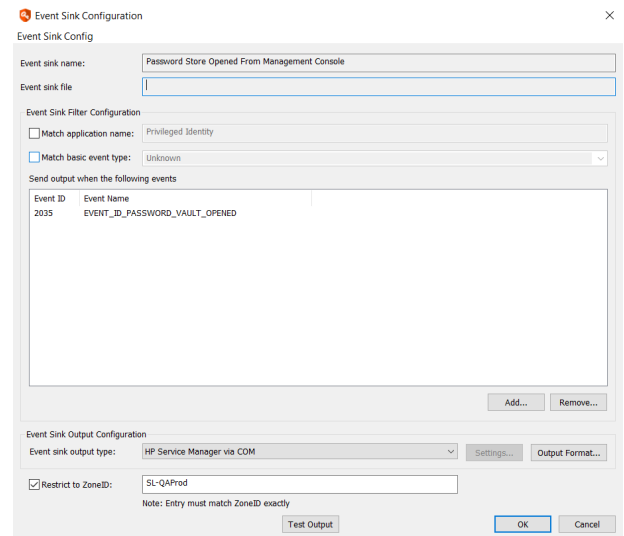 Event Sink Configuration
Event Sink Config
Event sink name: Password Store Opened From Management Console
Event sink file
Event Sink Filter Configuration
Match application name: Privileged Identity
Match basic event type: Unknown
Send output when the following events
Event ID Event Name
2035 EVENT_ID_PASSWORD_VAULT_OPENED
Add... Remove...
Event Sink Output Configuration
Event sink output type: HP Service Manager via COM Settings... Output Format...
Restrict to ZoneID: SL-QAProd
Note: Entry must match ZoneID exactly
Test Output OK Cancel